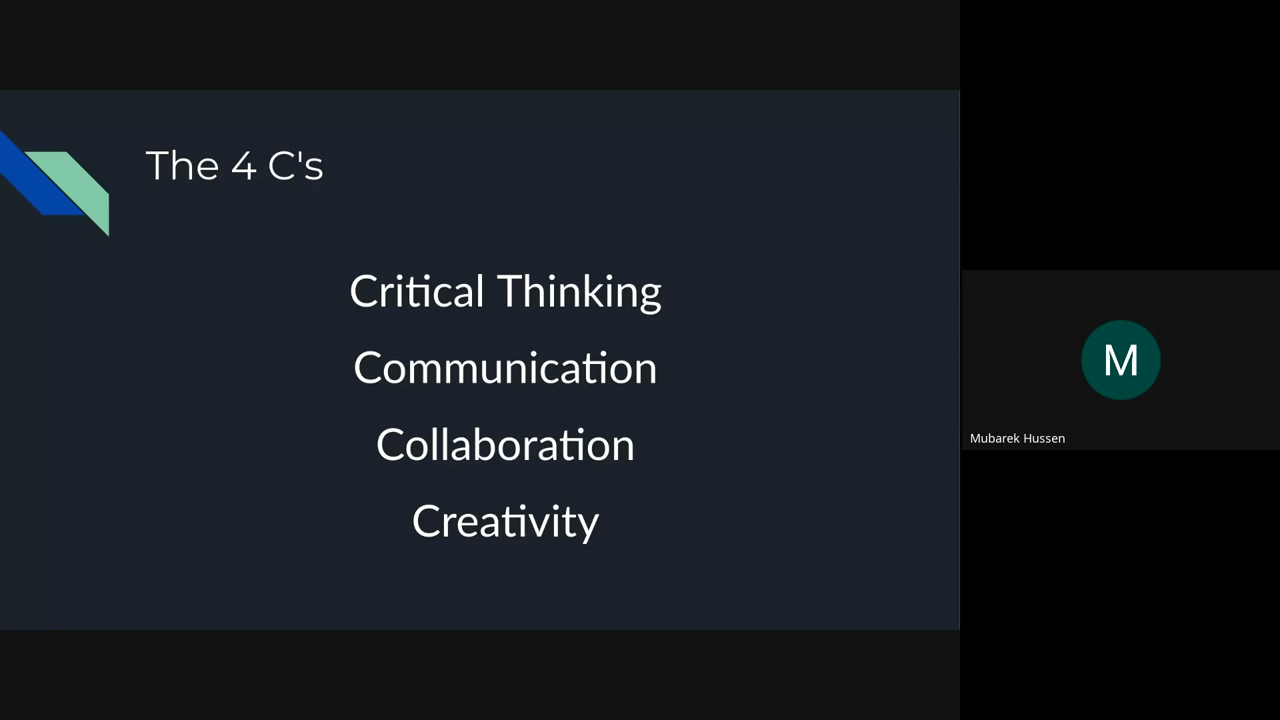 The 4 C's
Critical Thinking
Communication
Collaboration
Creativity
M
Mubarek Hussen